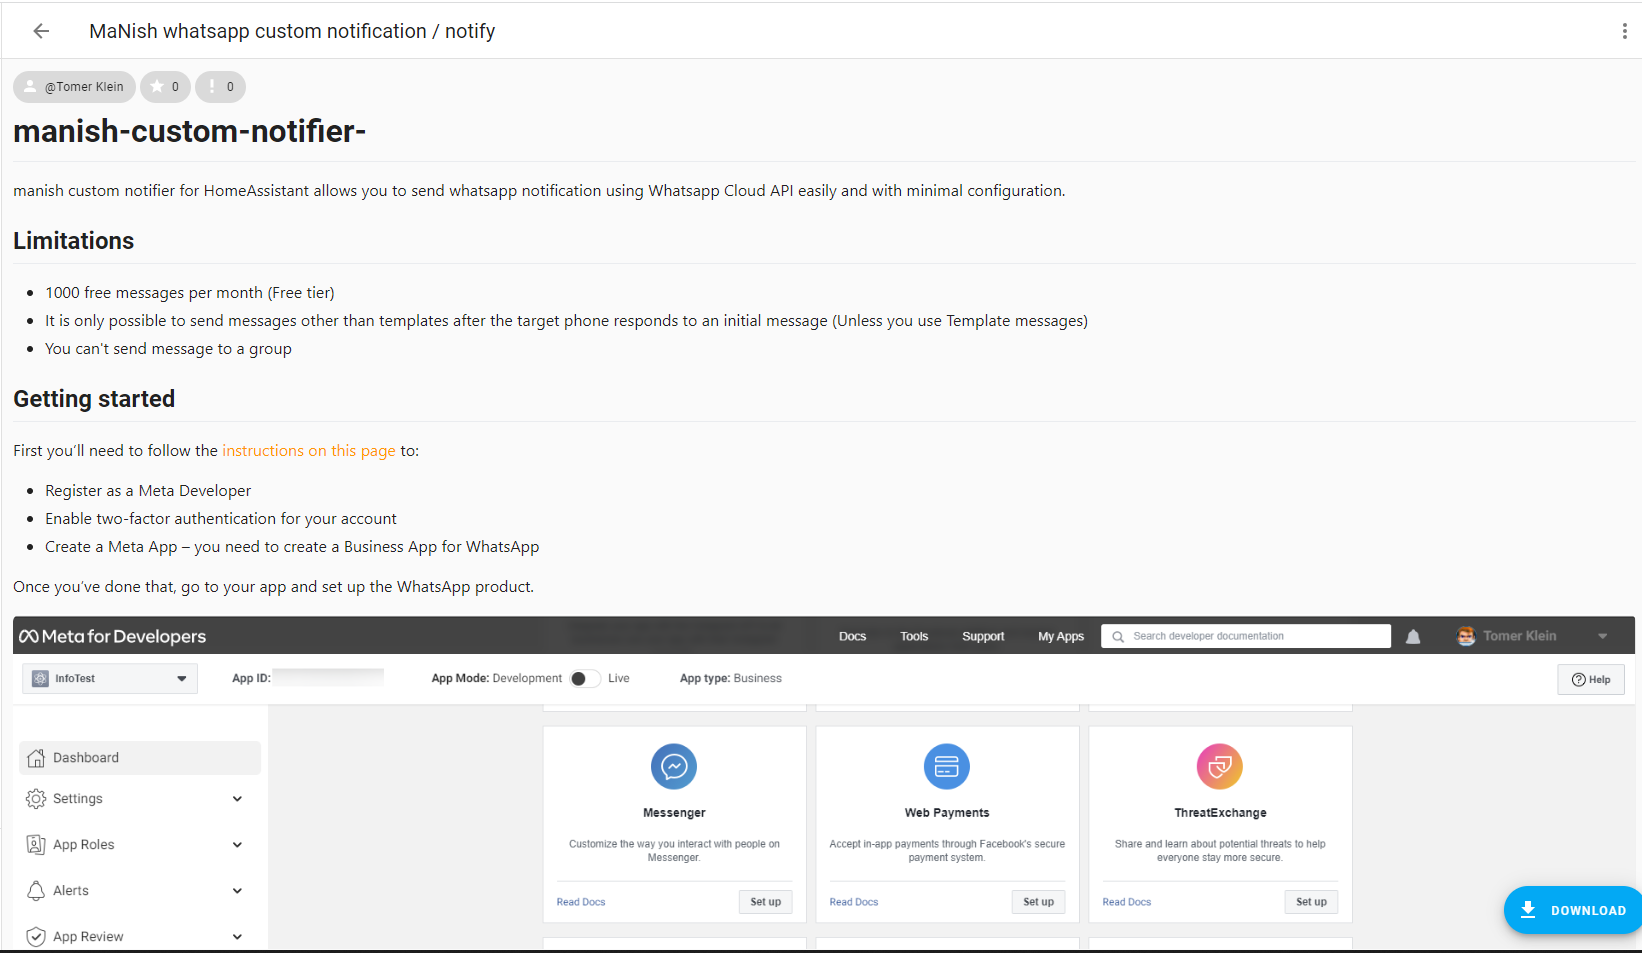 MaNish whatsapp custom notification / notify
@Tomer Klein 0 0
manish-custom-notifier-
manish custom notifier for HomeAssistant allows you to send whatsapp notification using Whatsapp Cloud API easily and with minimal configuration.
Limitations
1000 free messages per month (Free tier)
It is only possible to send messages other than templates after the target phone responds to an initial message (Unless you use Template messages)
You can't send message to a group
Getting started
First you’ll need to follow the instructions on this page to:
Register as a Meta Developer
Enable two-factor authentication for your account
Create a Meta App – you need to create a Business App for WhatsApp
Once you’ve done that, go to your app and set up the WhatsApp product.
Meta for Developers Docs Tools Support My Apps Search developer documentation Tomer Klein
InfoTest App ID: App Mode: Development Live App type: Business Help
Dashboard
Settings
App Roles
Alerts
App Review
Messenger
Customize the way you interact with people on
Messenger.
Read Docs Set up
Web Payments
Accept in-app payments through Facebook's secure
payment system.
Read Docs Set up
ThreatExchange
Share and learn about potential threats to help
everyone stay more secure.
Read Docs Set up
DOWNLOAD